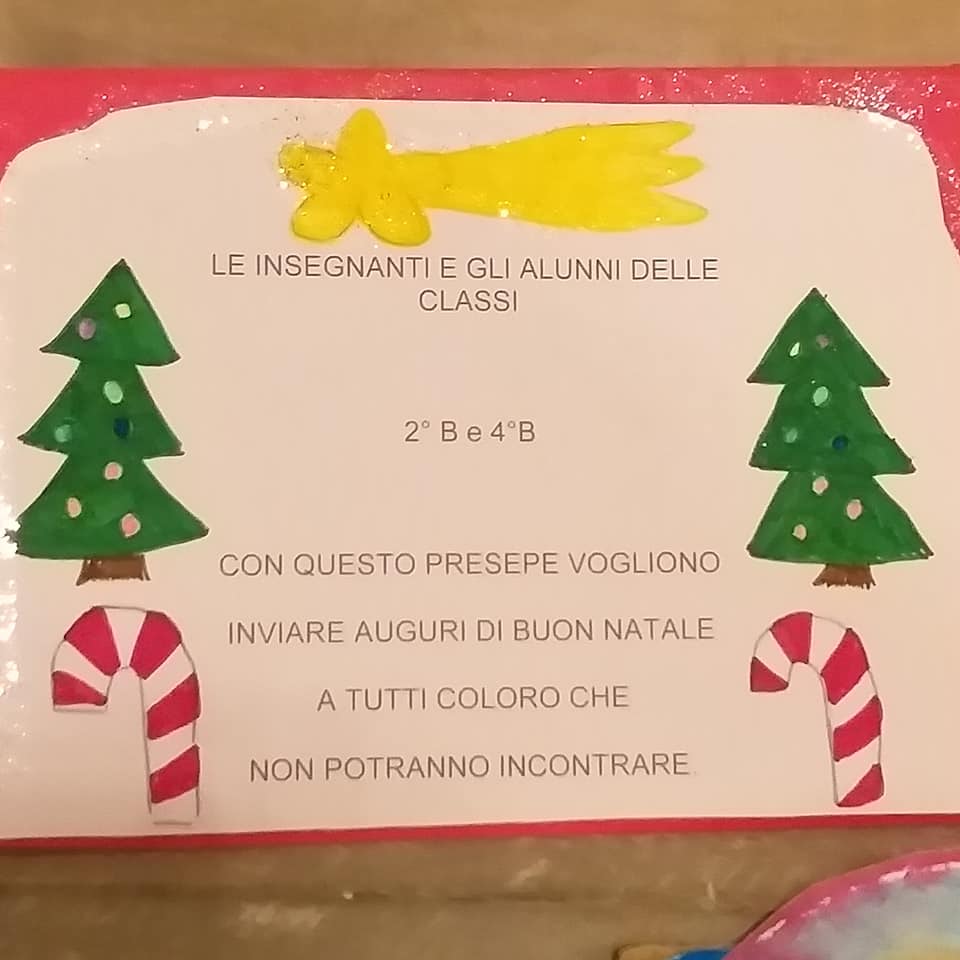 LE INSEGNANTI E GLI ALUNNI DELLE
CLASSI
2° B e 4°B
CON QUESTO PRESEPE VOGLIONO
INVIARE AUGURI DI BUON NATALE
A TUTTI COLORO CHE
NON POTRANNO INCONTRARE